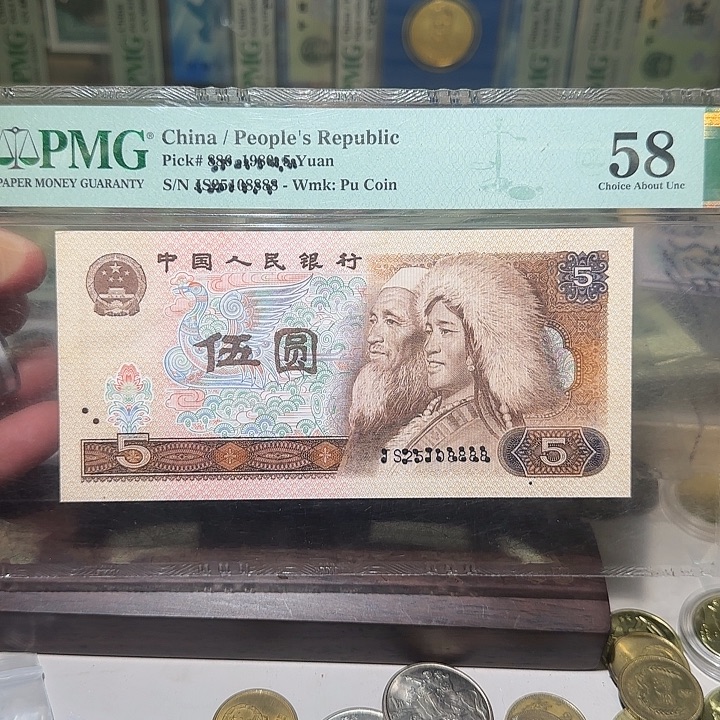 PMG
PAPER MONEY GUARANTY
China / People's Republic
Pick# Yuan
S/N - Wmk: Pu Coin
58
Choice About Unc
中国人民银行
5
伍圆
5
5